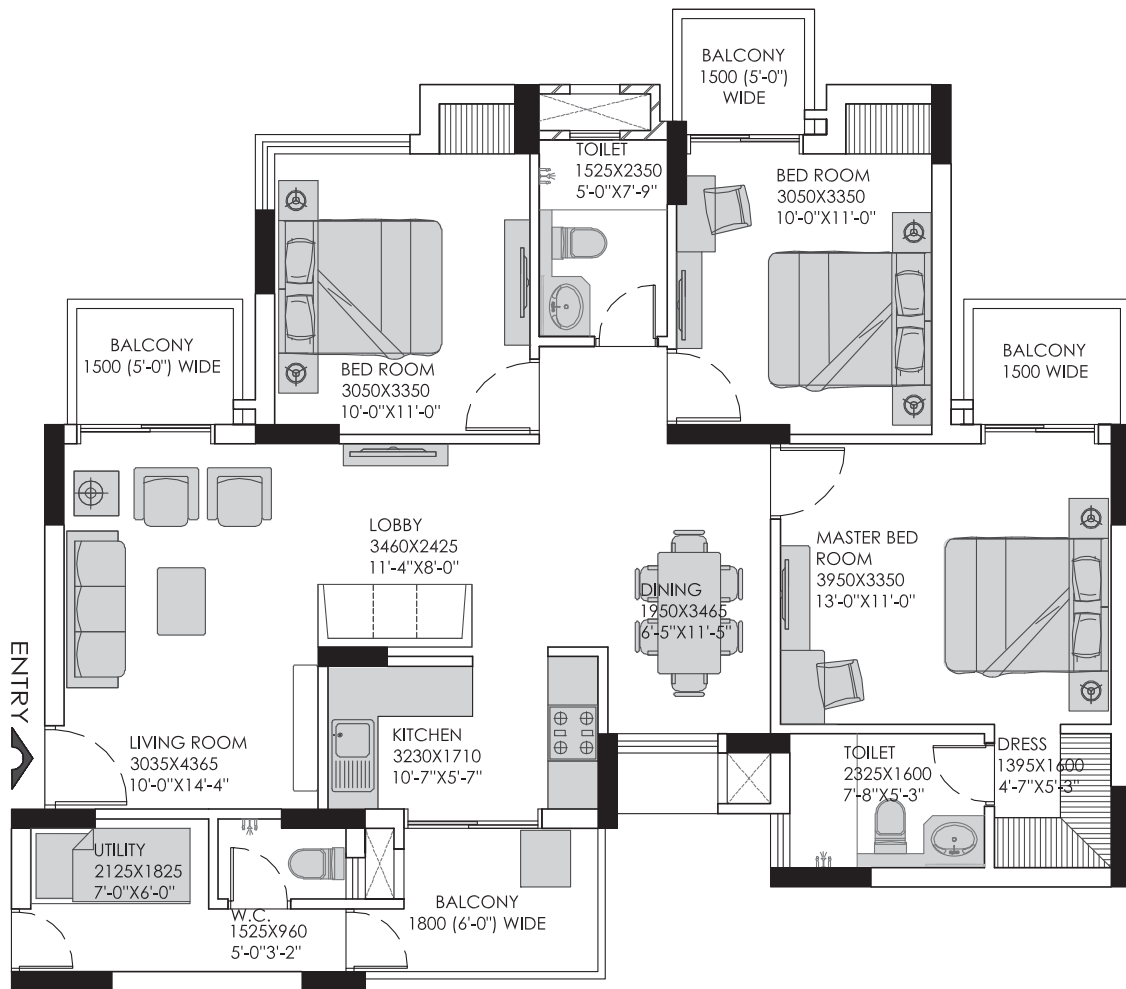 BALCONY
1500 (5'-0")
WIDE
TOILET
1525X2350
5'-0"X7'-9"
BED ROOM
3050X3350
10'-0"X11'-0"
BALCONY
1500 (5'-0") WIDE
BED ROOM
3050X3350
10'-0"X11'-0"
BALCONY
1500 WIDE
LOBBY
3460X2425
11'-4"X8'-0"
MASTER BED
ROOM
3950X3350
13'-0"X11'-0"
DINING
1950X3465
6'-5"X11'-5"
ENTRY
LIVING ROOM
3035X4365
10'-0"X14'-4"
KITCHEN
3230X1710
10'-7"X5'-7"
TOILET
2325X1600
7'-8"X5'-3"
DRESS
1395X1600
4'-7"X5'-3"
UTILITY
2125X1825
7'-0"X6'-0"
W.C.
1525X960
5'-0"3'-2"
BALCONY
1800 (6'-0") WIDE